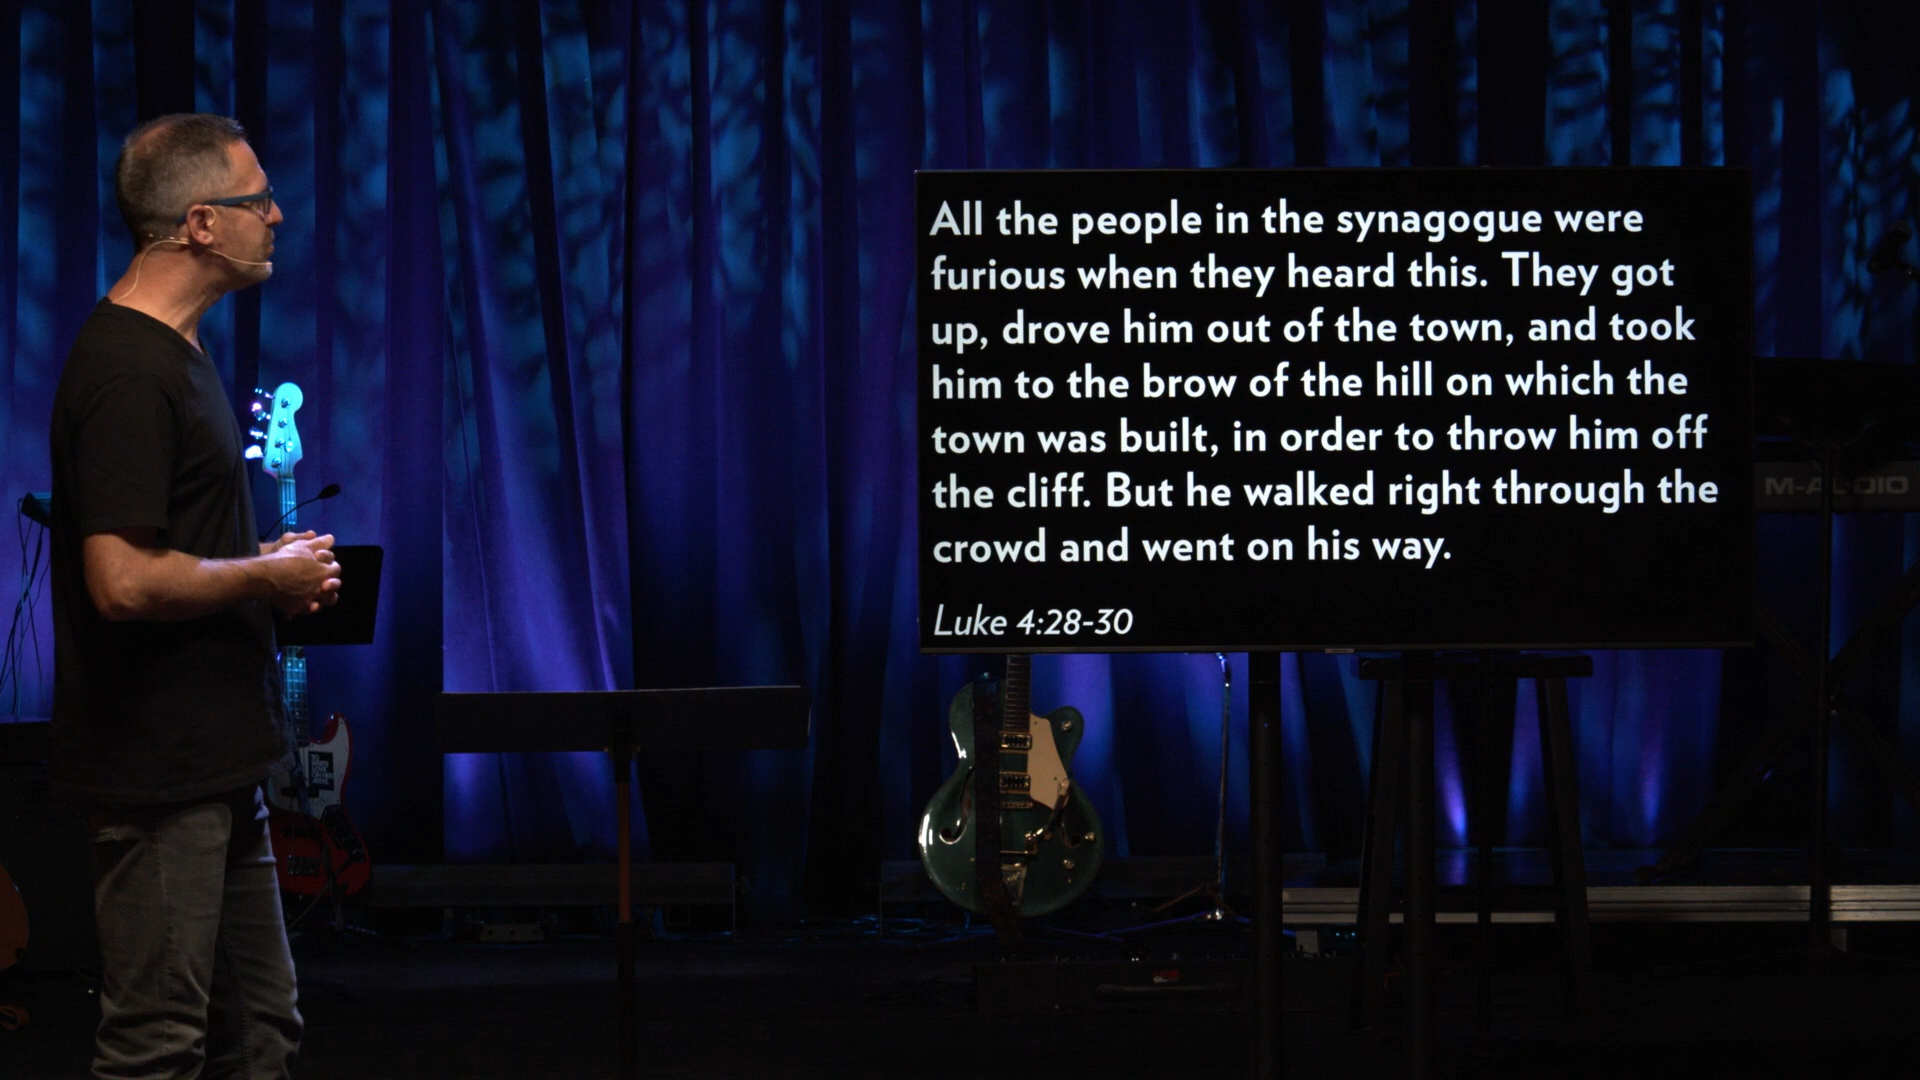 All the people in the synagogue were
furious when they heard this. They got
up, drove him out of the town, and took
him to the brow of the hill on which the
town was built, in order to throw him off
the cliff. But he walked right through the
crowd and went on his way.
Luke 4:28-30
M-AUDIO